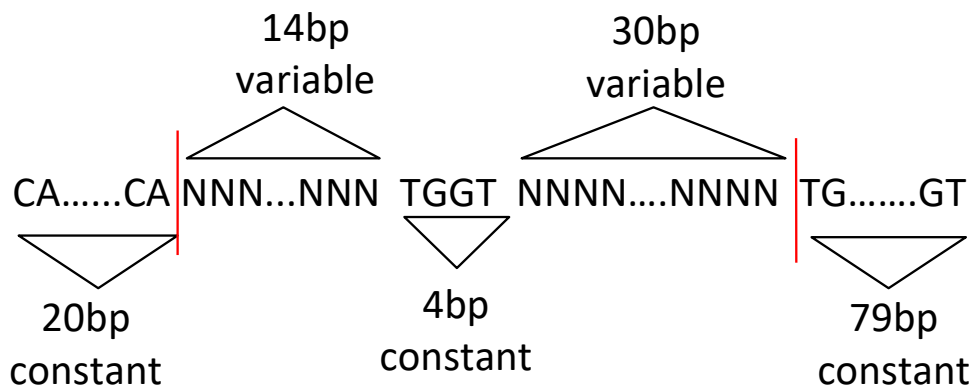 14bp
variable
30bp
variable
CA......CA NNN...NNN TGGT NNNN....NNNN TG.......GT
20bp
constant
4bp
constant
79bp
constant